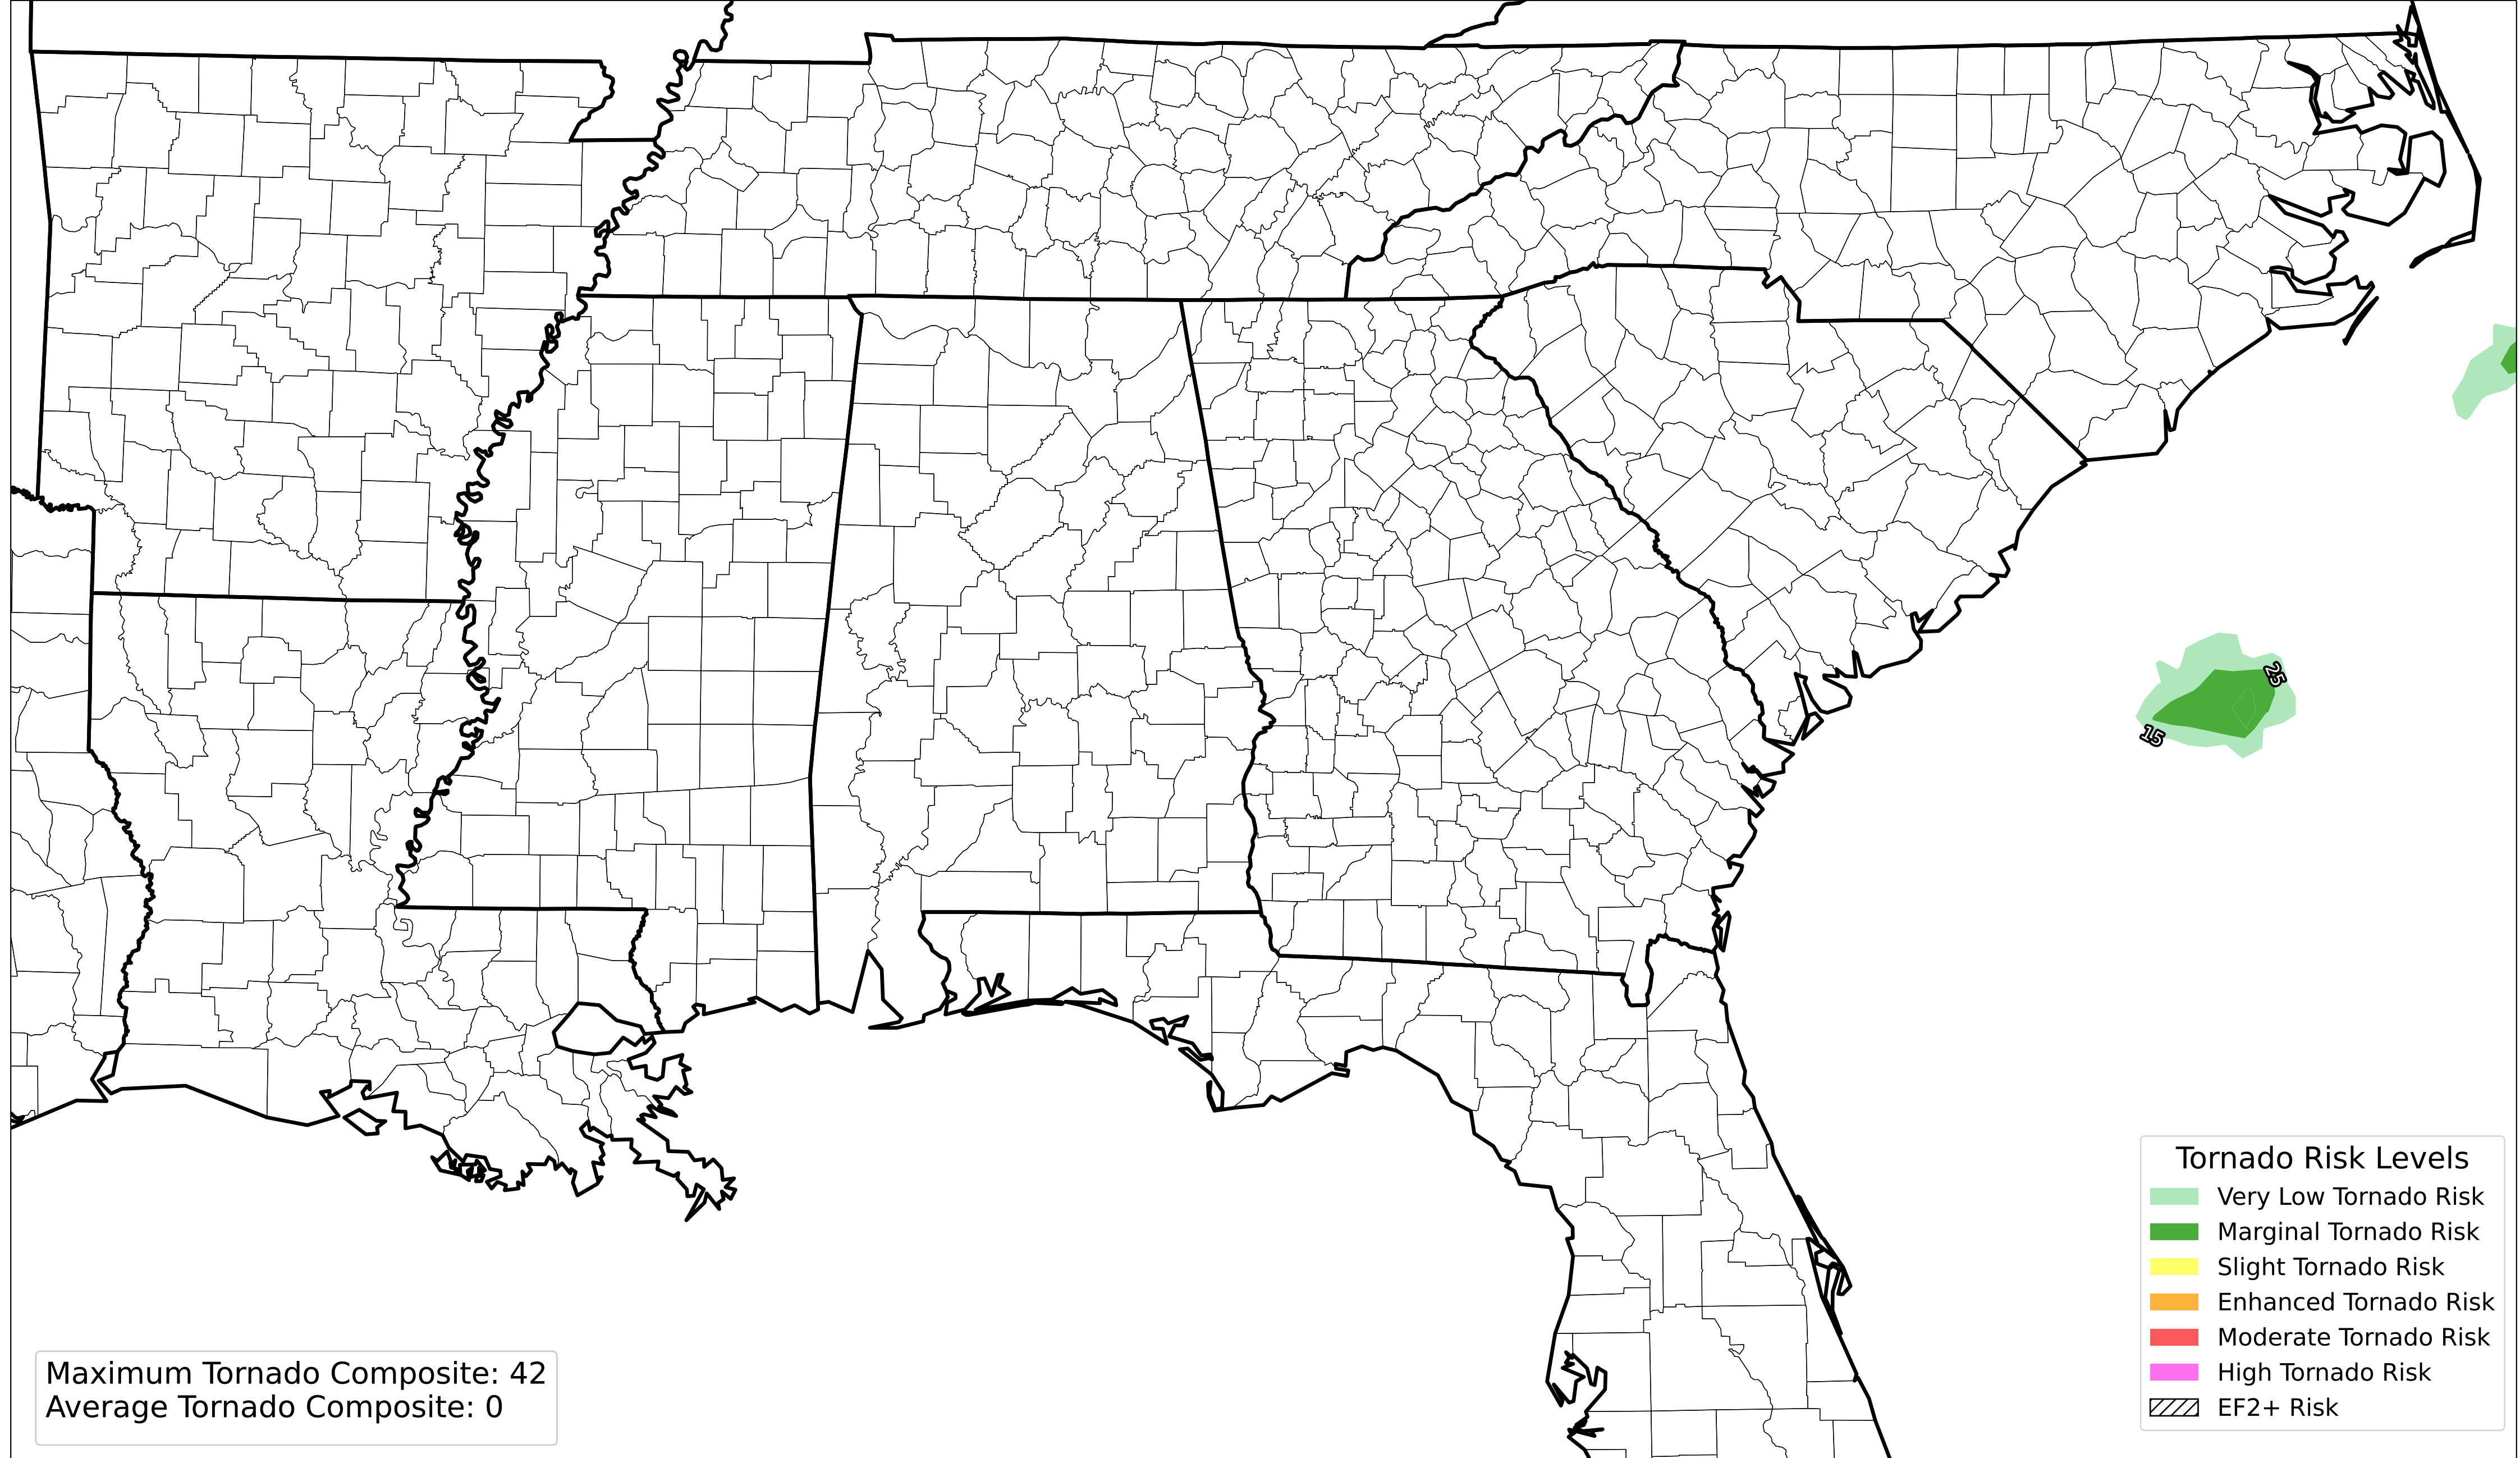 25
15
Tornado Risk Levels
Very Low Tornado Risk
Marginal Tornado Risk
Slight Tornado Risk
Enhanced Tornado Risk
Moderate Tornado Risk
High Tornado Risk
EF2+ Risk
Maximum Tornado Composite: 42
Average Tornado Composite: 0